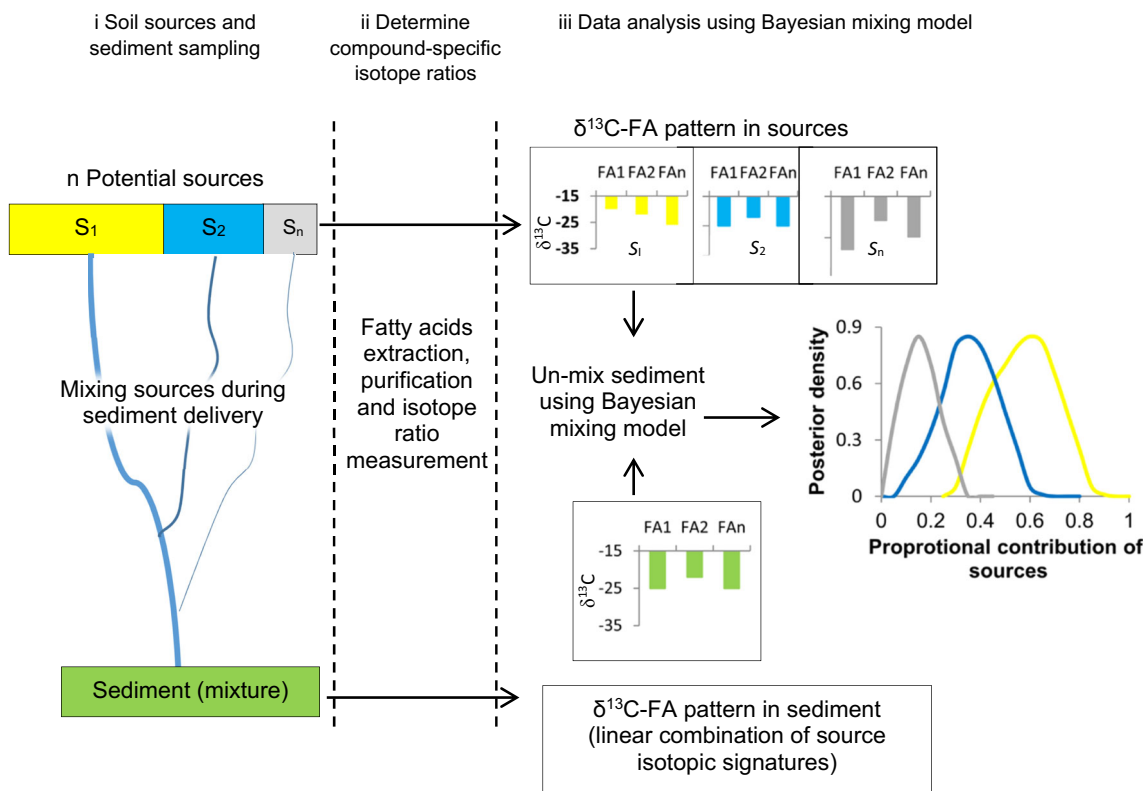 i Soil sources and
sediment sampling
ii Determine
compound-specific
isotope ratios
iii Data analysis using Bayesian mixing model
n Potential sources
S1
S2
Sn
Mixing sources during
sediment delivery
Sediment (mixture)
Fatty acids
extraction,
purification
and isotope
ratio
measurement
δ13C-FA pattern in sources
FA1 FA2 FAn
-15
-25
-35
δ13C
S1
FA1 FA2 FAn
S2
FA1 FA2 FAn
Sn
Un-mix sediment
using Bayesian
mixing model
FA1 FA2 FAn
-15
-25
-35
δ13C
δ13C-FA pattern in sediment
(linear combination of source
isotopic signatures)
Posterior density
0.9
0.6
0.3
0
0 0.2 0.4 0.6 0.8 1
Proprotional contribution of
sources